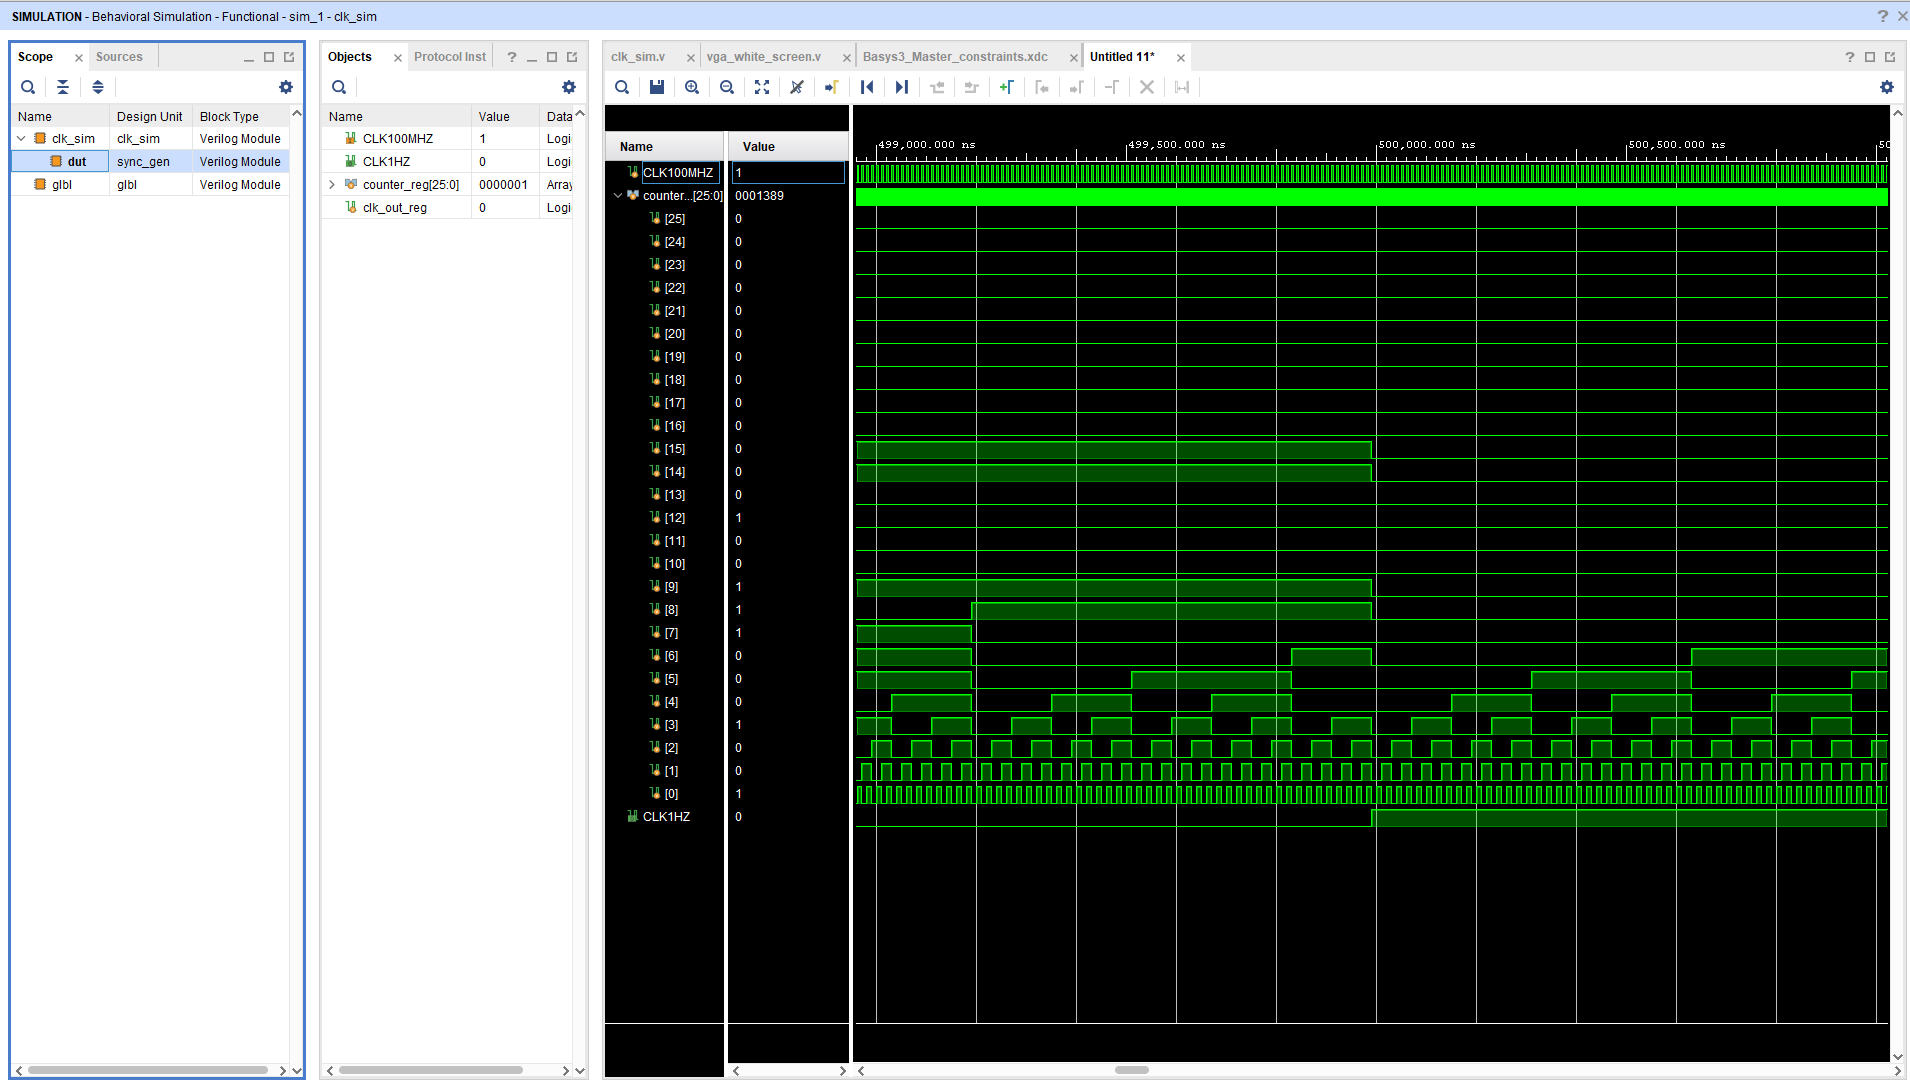 SIMULATION - Behavioral Simulation - Functional - sim_1 - clk_sim
Scope
Sources
Name Design Unit Block Type
clk_sim clk_sim Verilog Module
dut sync_gen Verilog Module
glbl glbl Verilog Module
Objects
Protocol Inst
Name Value Data
CLK100MHZ 1 Logi
CLK1HZ 0 Logi
counter_reg[25:0] 0000001 Array
clk_out_reg 0 Logi
clk_sim.v
vga_white_screen.v
Basys3_Master_constraints.xdc
Untitled 11*
Name Value
499,000.000 ns 499,500.000 ns 500,000.000 ns 500,500.000 ns 50
CLK100MHZ 1
counter...[25:0] 0001389
[25] 0
[24] 0
[23] 0
[22] 0
[21] 0
[20] 0
[19] 0
[18] 0
[17] 0
[16] 0
[15] 0
[14] 0
[13] 0
[12] 1
[11] 0
[10] 0
[9] 1
[8] 1
[7] 1
[6] 0
[5] 0
[4] 0
[3] 1
[2] 0
[1] 0
[0] 1
CLK1HZ 0